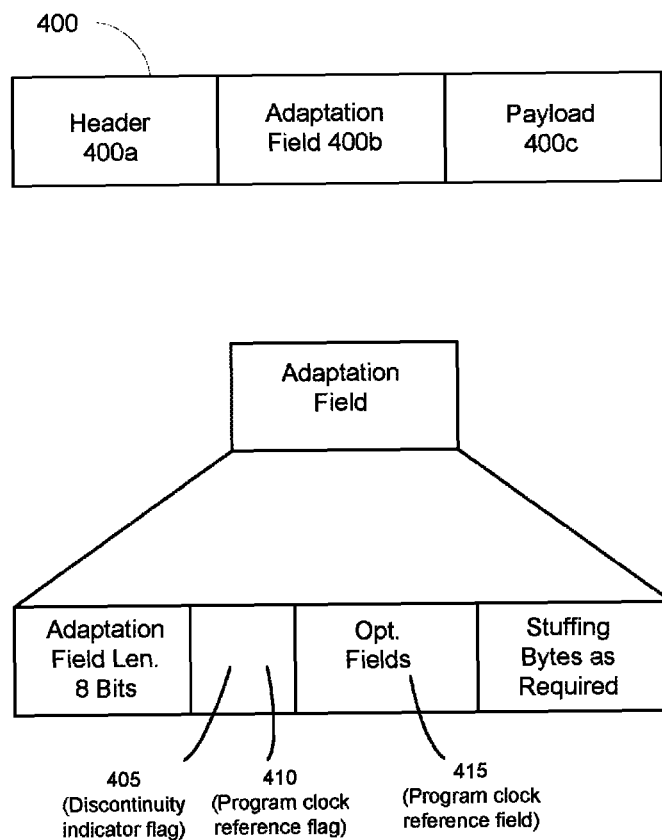 400
Header
400a
Adaptation
Field 400b
Payload
400c
Adaptation
Field
Adaptation
Field Len.
8 Bits
Opt.
Fields
Stuffing
Bytes as
Required
405
(Discontinuity
indicator flag)
410
(Program clock
reference flag)
415
(Program clock
reference field)